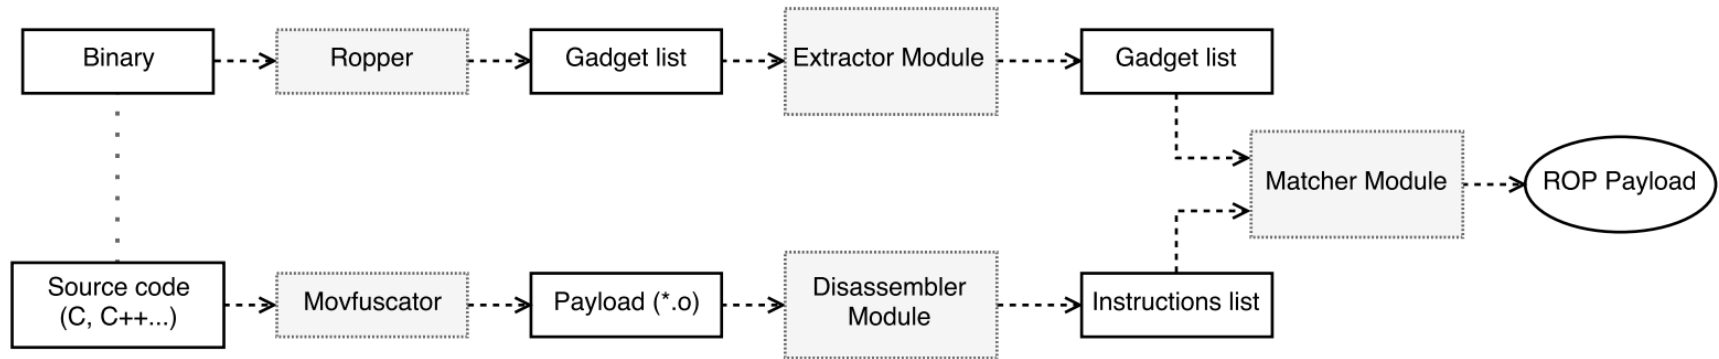 Binary
Ropper
Gadget list
Extractor Module
Gadget list
Matcher Module
ROP Payload
Source code
(C, C++...)
Movfuscator
Payload (*.o)
Disassembler
Module
Instructions list